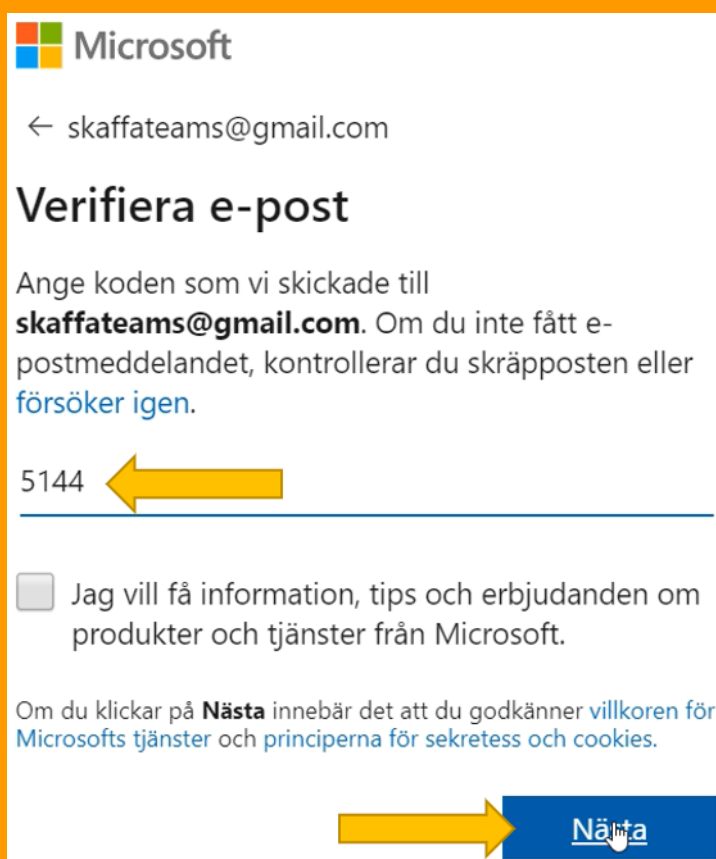 Microsoft
← skaffateams@gmail.com
Verifiera e-post
Ange koden som vi skickade till
skaffateams@gmail.com. Om du inte fått e-
postmeddelandet, kontrollerar du skräpposten eller
försöker igen.
5144
Jag vill få information, tips och erbjudanden om
produkter och tjänster från Microsoft.
Om du klickar på Nästa innebär det att du godkänner villkoren för
Microsofts tjänster och principerna för sekretess och cookies.
Nästa